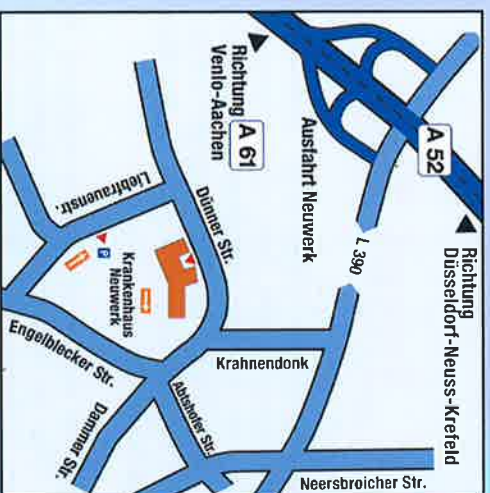 Richtung
Düsseldorf-Neuss-Krefeld
A 52
Richtung A 61
Venlo-Aachen
Ausfahrt Neuwerk
L 390
Dünner Str.
Liebfrauenstr.
P
Krankenhaus
Neuwerk
Krahnendonk
Engelblecker Str.
Abtshofer Str.
Dammer Str.
Neersbroicher Str.